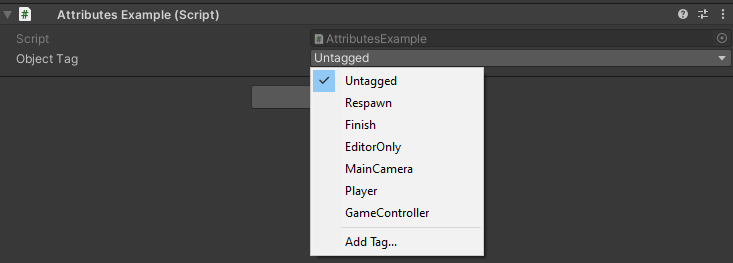 Attributes Example (Script)
Script AttributesExample
Object Tag Untagged
Untagged
Respawn
Finish
EditorOnly
MainCamera
Player
GameController
Add Tag...